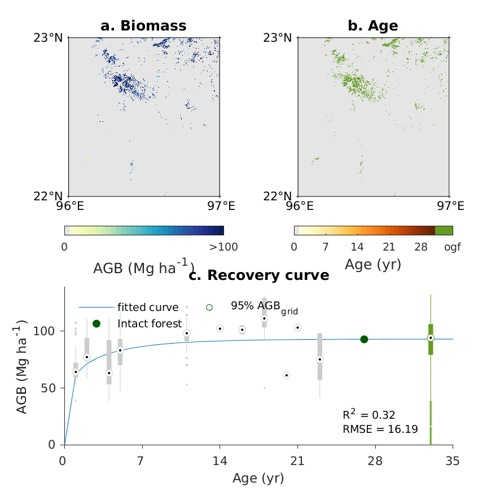 a. Biomass
b. Age
23°N
22°N
96°E
97°E
23°N
22°N
96°E
97°E
0
>100
AGB (Mg ha⁻¹)
0
7
14
21
28
ogf
Age (yr)
c. Recovery curve
fitted curve
95% AGB_grid
Intact forest
AGB (Mg ha⁻¹)
100
50
0
R² = 0.32
RMSE = 16.19
0
7
14
21
28
35
Age (yr)